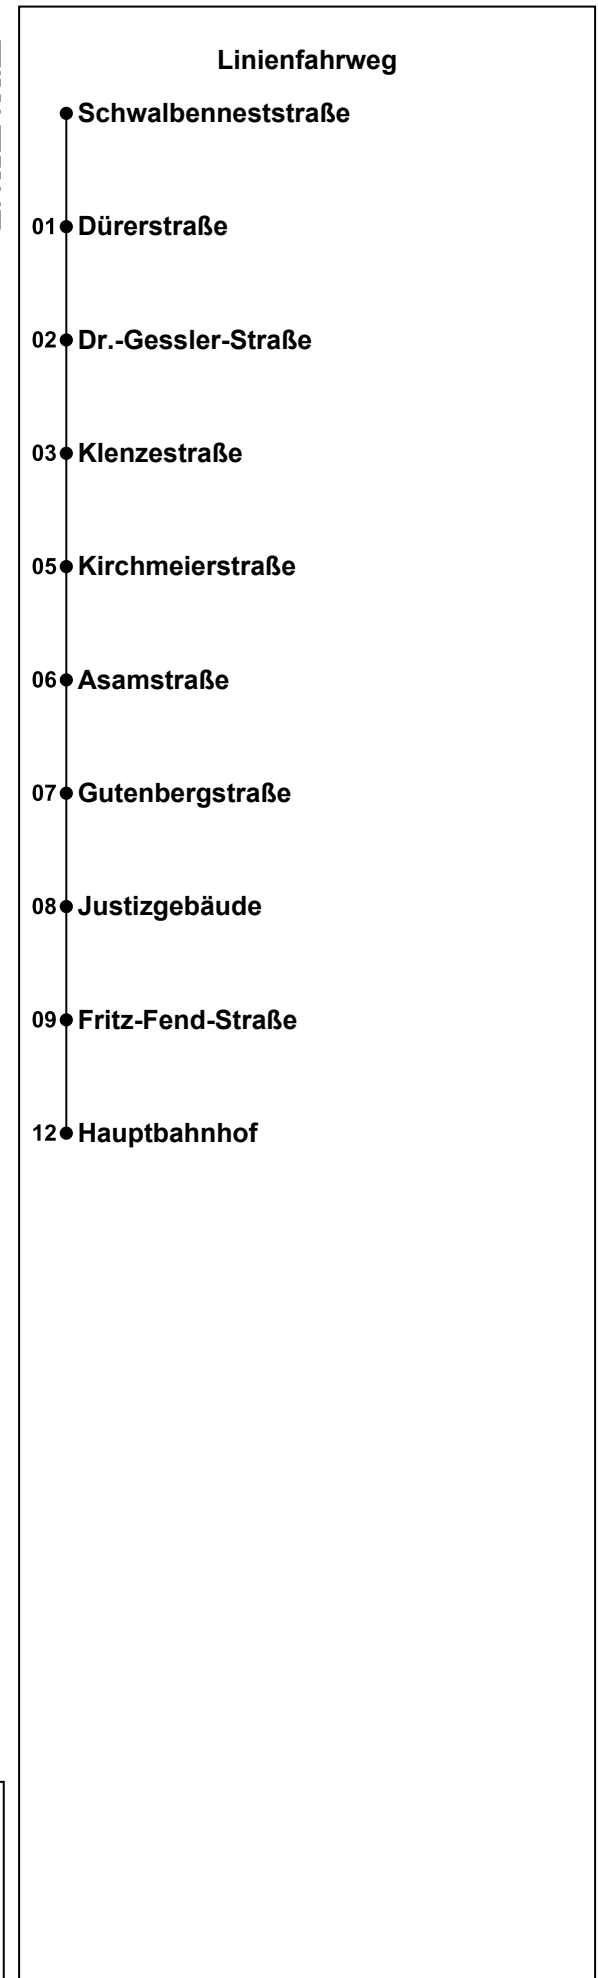 Linienfahrweg
Schwalbenneststraße
01 Dürerstraße
02 Dr.-Gessler-Straße
03 Klenzestraße
05 Kirchmeierstraße
06 Asamstraße
07 Gutenbergstraße
08 Justizgebäude
09 Fritz-Fend-Straße
12 Hauptbahnhof